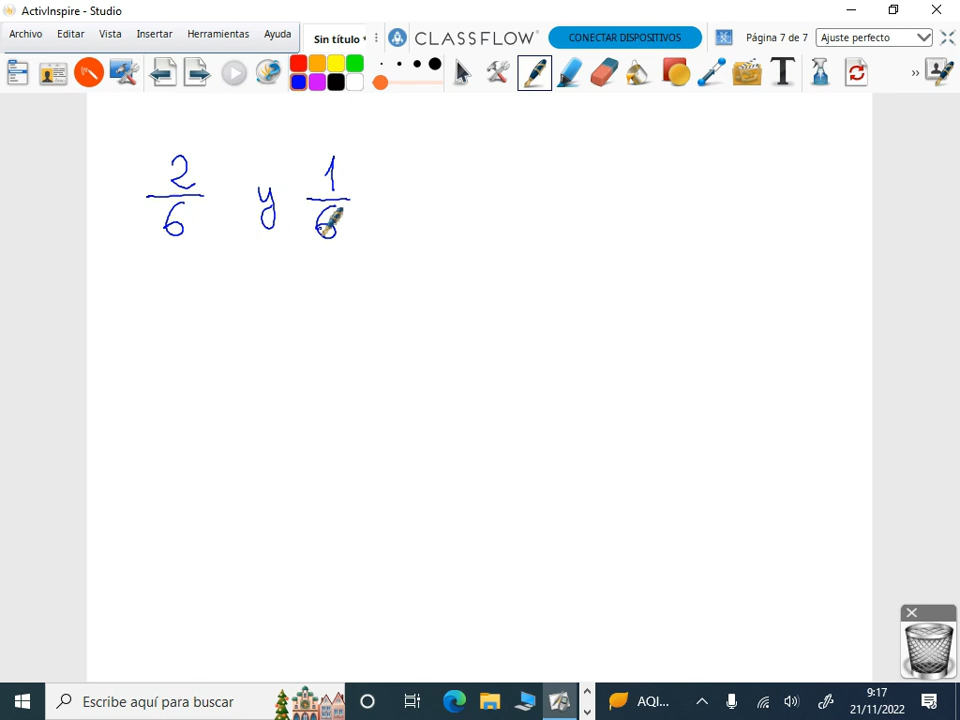 ActivInspire - Studio
Archivo Editar Vista Insertar Herramientas Ayuda
Sin título
CLASSFLOW
CONECTAR DISPOSITIVOS
Página 7 de 7
Ajuste perfecto
T
»
2 1
y
6 6
Escribe aquí para buscar
AQI...
9:17
21/11/2022